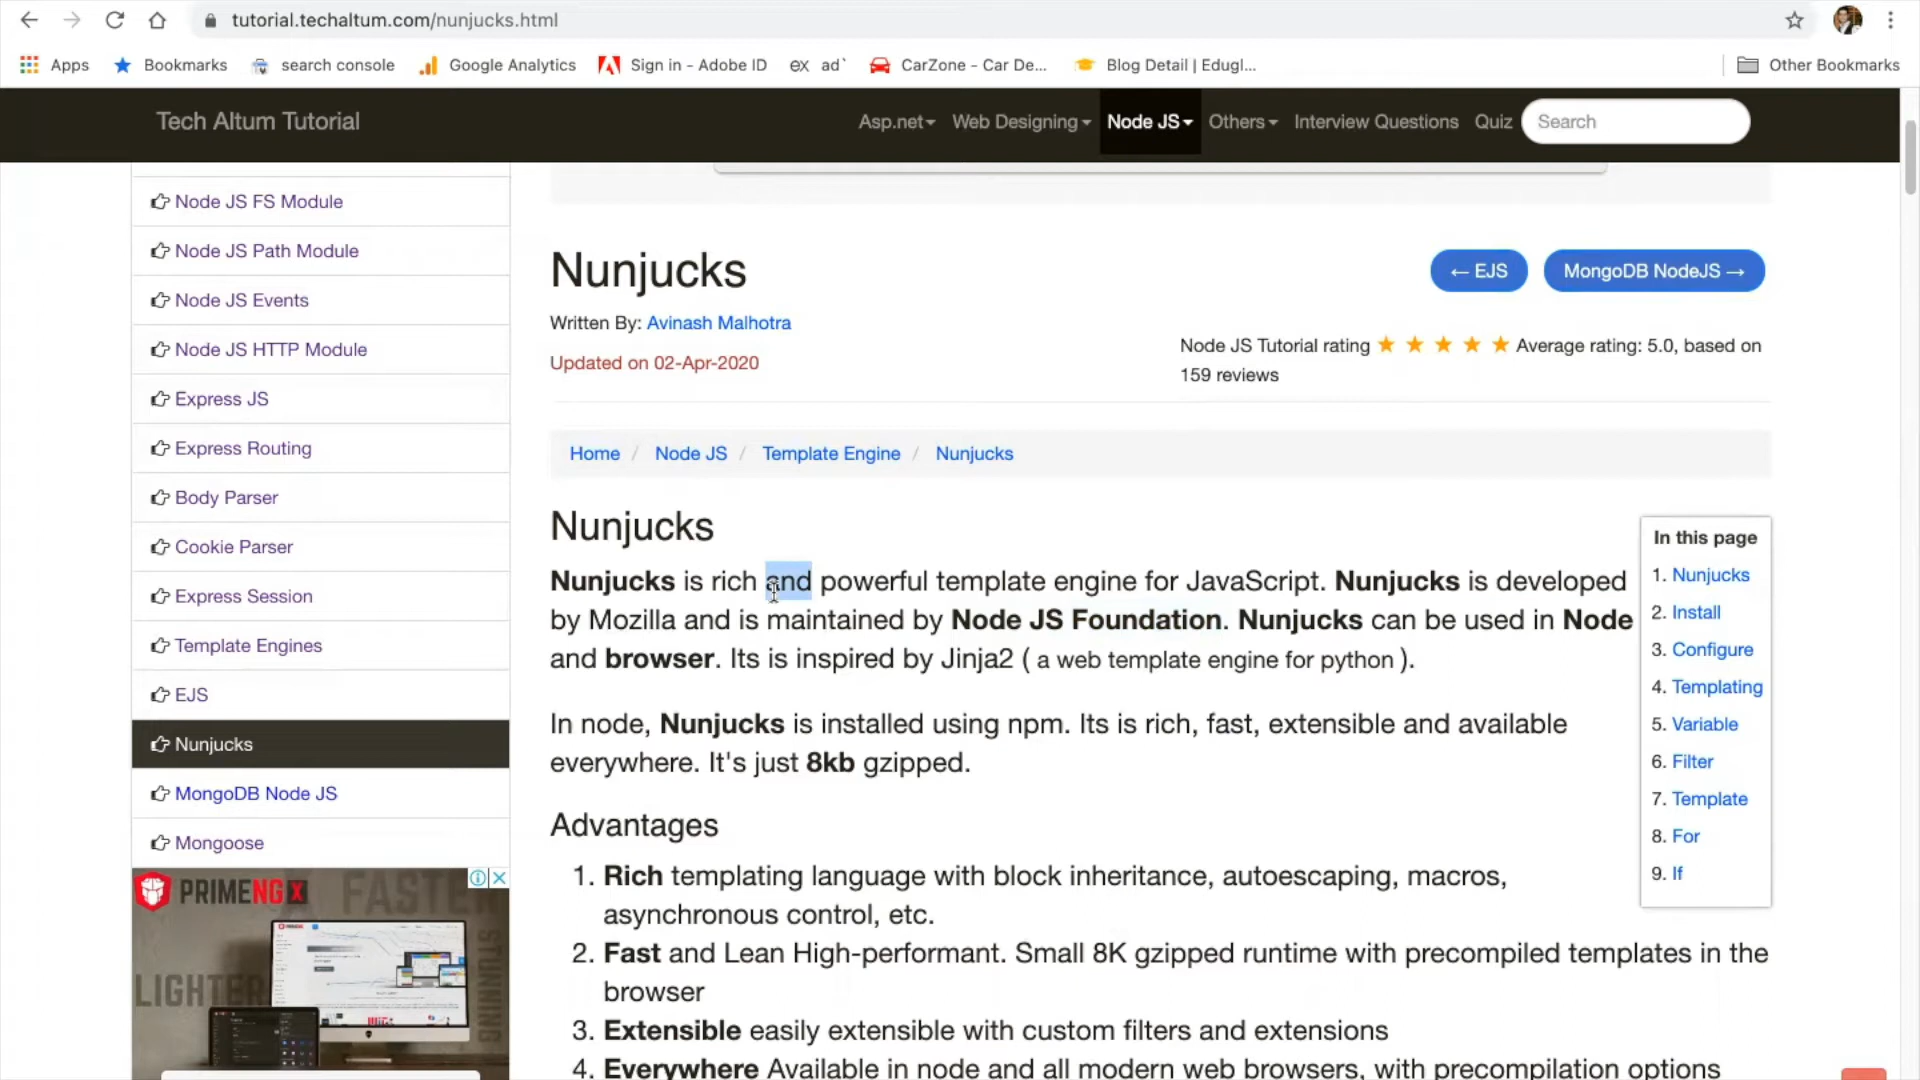 tutorial.techaltum.com/nunjucks.html
Apps Bookmarks search console Google Analytics Sign in - Adobe ID ex ad` CarZone - Car De... Blog Detail | Edugl... Other Bookmarks
Tech Altum Tutorial Asp.net Web Designing Node JS Others Interview Questions Quiz Search
Node JS FS Module
Node JS Path Module
Node JS Events
Node JS HTTP Module
Express JS
Express Routing
Body Parser
Cookie Parser
Express Session
Template Engines
EJS
Nunjucks
MongoDB Node JS
Mongoose
PRIMENG X
FASTER
LIGHTER
STUNNING
Nunjucks
← EJS MongoDB NodeJS →
Written By: Avinash Malhotra
Updated on 02-Apr-2020
Node JS Tutorial rating ★ ★ ★ ★ ★ Average rating: 5.0, based on
159 reviews
Home / Node JS / Template Engine / Nunjucks
Nunjucks
Nunjucks is rich and powerful template engine for JavaScript. Nunjucks is developed
by Mozilla and is maintained by Node JS Foundation. Nunjucks can be used in Node
and browser. Its is inspired by Jinja2 ( a web template engine for python ).
In node, Nunjucks is installed using npm. Its is rich, fast, extensible and available
everywhere. It's just 8kb gzipped.
Advantages
1. Rich templating language with block inheritance, autoescaping, macros,
asynchronous control, etc.
2. Fast and Lean High-performant. Small 8K gzipped runtime with precompiled templates in the
browser
3. Extensible easily extensible with custom filters and extensions
4. Everywhere Available in node and all modern web browsers, with precompilation options
In this page
1. Nunjucks
2. Install
3. Configure
4. Templating
5. Variable
6. Filter
7. Template
8. For
9. If